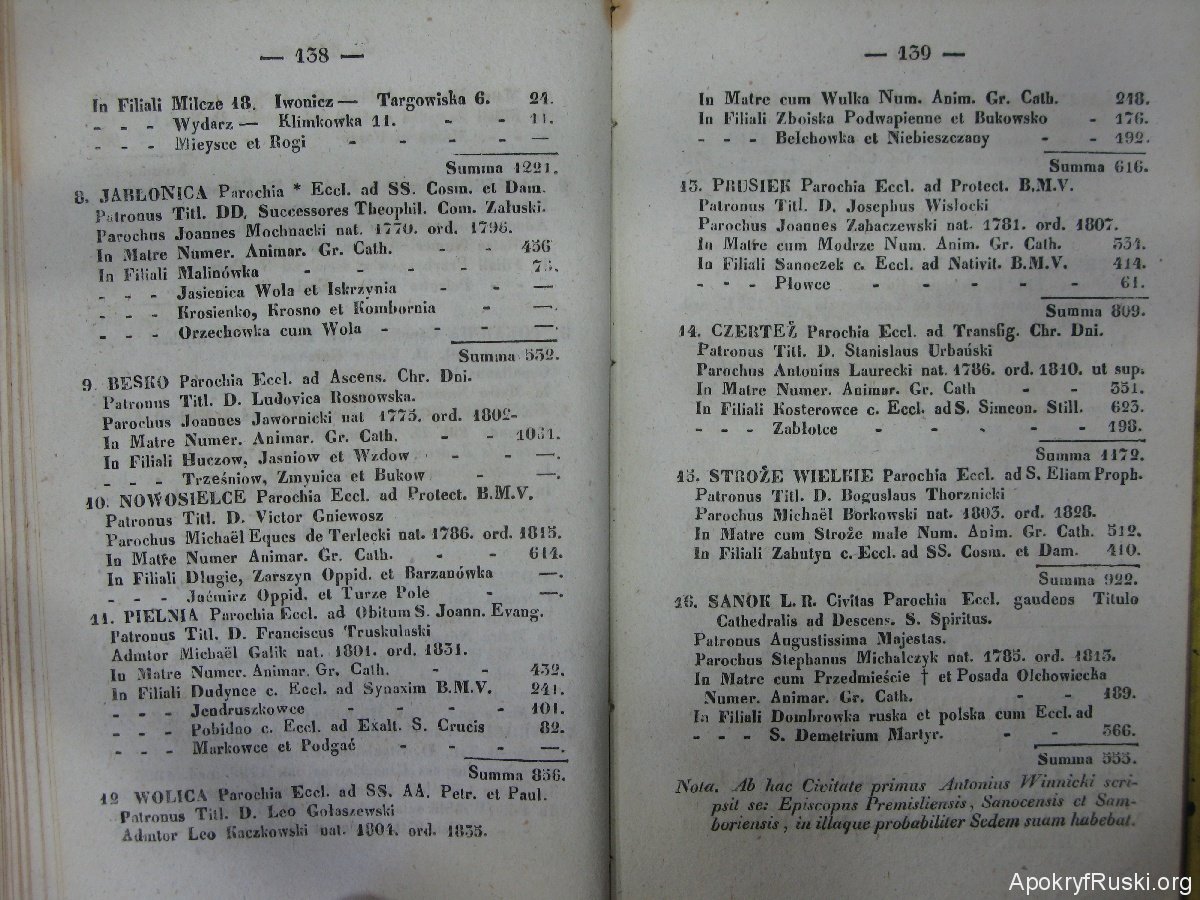 — 138 —
In Filiali Milcze 18. Iwonicz — Targowiska 6. 24.
- - - Wydarz — Klimkowka 11. - - 11.
- - - Mieysce et Rogi - - - - —
Summa 1221.
8. JABŁONICA Parochia * Eccl. ad SS. Cosm. et Dam.
Patronus Titl. DD. Successores Theophil. Com. Załuski.
Parochus Joannes Mochnacki nat. 1770. ord. 1796.
In Matre Numer. Animar. Gr. Cath. - - 456
In Filiali Malinówka - - - - 75.
- - - Jasienica Wola et Iskrzynia - - —.
- - - Krosienko, Krosno et Kombornia - —.
- - - Orzechowka cum Wola - - - —.
Summa 532.
9. BESKO Parochia Eccl. ad Ascens. Chr. Dni.
Patronus Titl. D. Ludovica Rosnowska.
Parochus Joannes Jawornicki nat 1775. ord. 1802-
In Matre Numer. Animar. Gr. Cath. - - 1031.
In Filiali Huczow, Jasniow et Wzdow - - —.
- - - Trześniow, Zmynica et Bukow - —.
10. NOWOSIELCE Parochia Eccl. ad Protect. B.M.V.
Patronus Titl. D. Victor Gniewosz
Parochus Michaël Eques de Terlecki nat. 1786. ord. 1815.
In Matre Numer Animar. Gr. Cath. - - 614.
In Filiali Dlugie, Zarszyn Oppid. et Barzanówka —.
- - - Jaćmirz Oppid. et Turze Pole - —.
11. PIELNIA Parochia Eccl. ad Obitum S. Joann. Evang.
Patronus Titl. D. Franciscus Truskulaski
Admtor Michaël Galik nat. 1801. ord. 1831.
In Matre Numer. Animar. Gr. Cath. - - 432.
In Filiali Dudynce c. Eccl. ad Synaxim B.M.V. 241.
- - - Jendruszkowce - - - - 101.
- - - Pobidno c. Eccl. ad Exalt. S. Crucis 82.
- - - Markowce et Podgać - - - —.
Summa 856.
12 WOLICA Parochia Eccl. ad SS. AA. Petr. et Paul.
Patronus Titl. D. Leo Gołaszewski
Admtor Leo Kaczkowski nat. 1804. ord. 1835.
— 139 —
In Matre cum Wulka Num. Anim. Gr. Cath. 248.
In Filiali Zboiska Podwapienne et Bukowsko - 176.
- - - Bełchowka et Niebieszczany - - 192.
Summa 616.
13. PRUSIEK Parochia Eccl. ad Protect. B.M.V.
Patronus Titl. D. Josephus Wisłocki
Parochus Joannes Zahaczewski nat. 1781. ord. 1807.
In Matre cum Modrze Num. Anim. Gr. Cath. 334.
In Filiali Sanoczek c. Eccl. ad Nativit. B.M.V. 414.
- - - Płowce - - - - - 61.
Summa 809.
14. CZERTEŻ Parochia Eccl. ad Transfig. Chr. Dni.
Patronus Titl. D. Stanislaus Urbański
Parochus Antonius Laurecki nat. 1786. ord. 1810. ut sup.
In Matre Numer. Animar. Gr. Cath - - 351.
In Filiali Kosterowce c. Eccl. ad S. Simeon. Still. 623.
- - - Zabłotce - - - - - 198.
Summa 1172.
15. STROŻE WIELKIE Parochia Eccl. ad S. Eliam Proph.
Patronus Titl. D. Boguslaus Thorznicki
Parochus Michaël Borkowski nat. 1803. ord. 1828.
In Matre cum Stroże małe Num. Anim. Gr. Cath. 512.
In Filiali Zahutyn c. Eccl. ad SS. Cosm. et Dam. 410.
Summa 922.
16. SANOK L. R. Civitas Parochia Eccl. gaudens Titulo
Cathedralis ad Descens. S. Spiritus.
Patronus Augustissima Majestas.
Parochus Stephanus Michalczyk nat. 1785. ord. 1813.
In Matre cum Przedmieście † et Posada Olchowiecka
Numer. Animar. Gr. Cath. - - 189.
In Filiali Dombrowka ruska et polska cum Eccl. ad
- - - S. Demetrium Martyr. - - 366.
Summa 555.
Nota. Ab hac Civitate primus Antonius Winnicki scri-
psit se: Episcopus Premisliensis, Sanocensis et Sam-
boriensis, in illaque probabiliter Sedem suam habebat.
ApokryfRuski.org